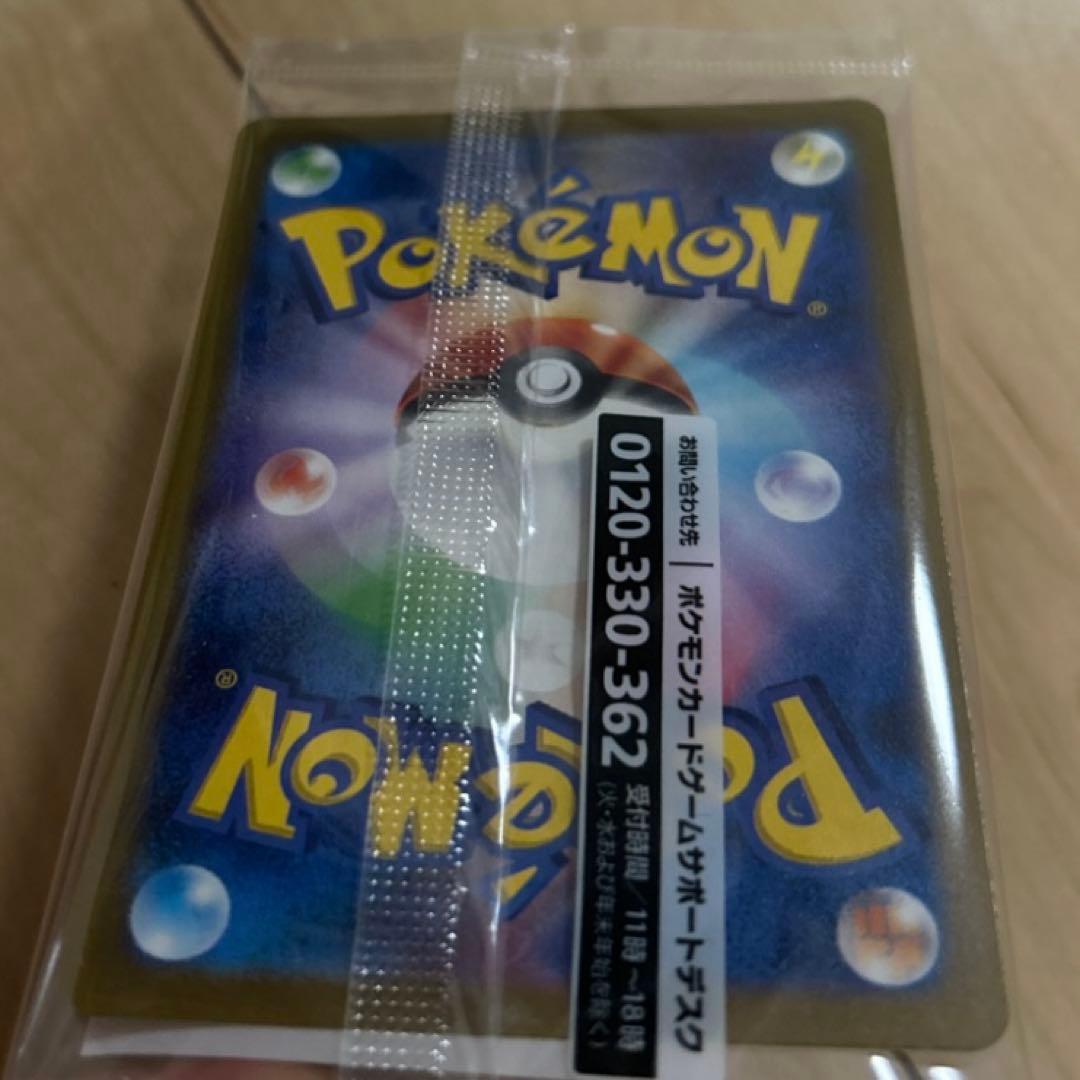 POKéMON
®
お問い合わせ先 | ポケモンカードゲームサポートデスク
0120-330-362 受付時間/11時~18時
(火・水および年末年始を除く)
POKéMON
®